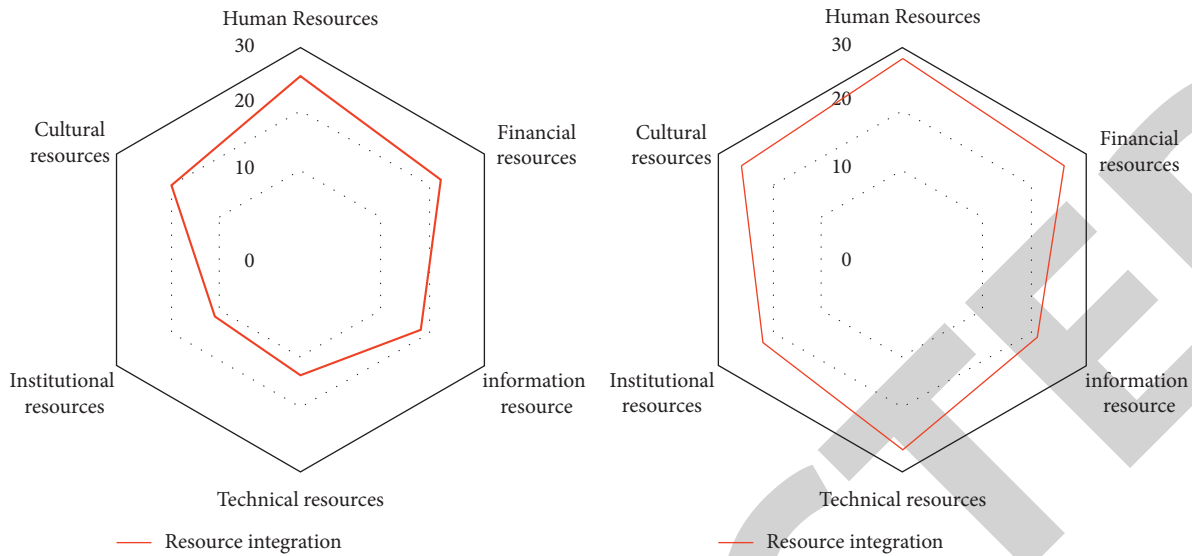 Human Resources
30
20
10
0
Cultural
resources
Financial
resources
Institutional
resources
information
resource
Technical resources
Resource integration
Human Resources
30
20
10
0
Cultural
resources
Financial
resources
Institutional
resources
information
resource
Technical resources
Resource integration